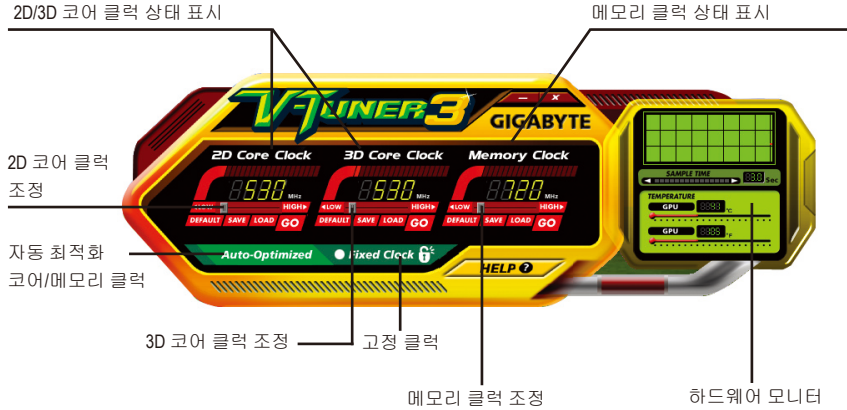 2D/3D 코어 클럭 상태 표시
메모리 클럭 상태 표시
V-TUNER3
GIGABYTE
2D Core Clock
3D Core Clock
Memory Clock
SAMPLE TIME
Sec
2D 코어 클럭
조정
530 MHz
530 MHz
720 MHz
LOW HIGH
LOW HIGH
LOW HIGH
DEFAULT SAVE LOAD GO
DEFAULT SAVE LOAD GO
DEFAULT SAVE LOAD GO
TEMPERATURE
GPU °C
GPU °F
자동 최적화
코어/메모리 클럭
Auto-Optimized
Fixed Clock
HELP ?
3D 코어 클럭 조정
고정 클럭
메모리 클럭 조정
하드웨어 모니터